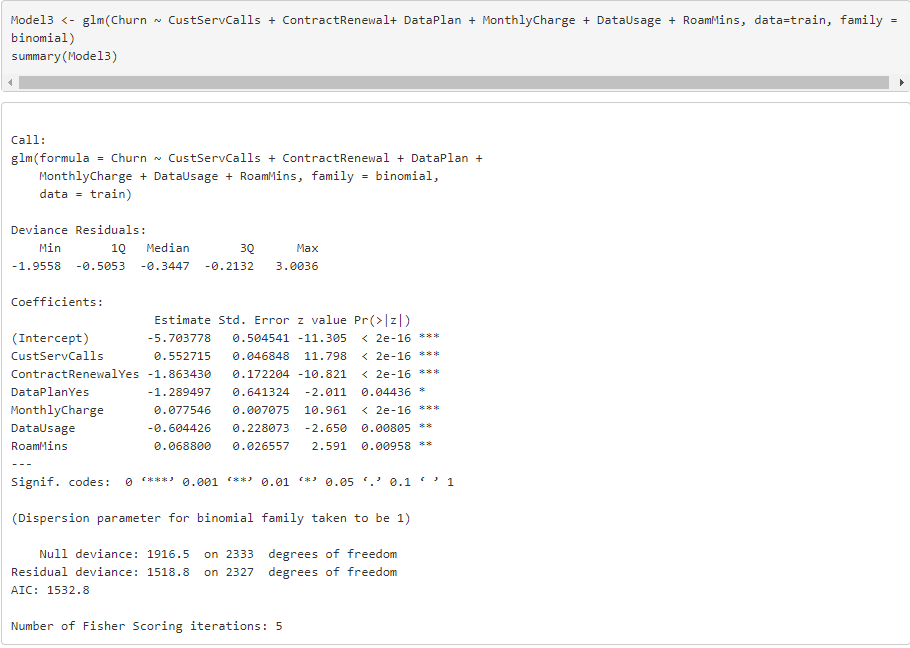 Model3 <- glm(Churn ~ CustServCalls + ContractRenewal+ DataPlan + MonthlyCharge + DataUsage + RoamMins, data=train, family =
binomial)
summary(Model3)
Call:
glm(formula = Churn ~ CustServCalls + ContractRenewal + DataPlan +
    MonthlyCharge + DataUsage + RoamMins, family = binomial,
    data = train)
Deviance Residuals:
    Min       1Q   Median       3Q      Max
-1.9558  -0.5053  -0.3447  -0.2132   3.0036
Coefficients:
                    Estimate Std. Error z value Pr(>|z|)
(Intercept)        -5.703778   0.504541 -11.305  < 2e-16 ***
CustServCalls       0.552715   0.046848  11.798  < 2e-16 ***
ContractRenewalYes -1.863430   0.172204 -10.821  < 2e-16 ***
DataPlanYes        -1.289497   0.641324  -2.011  0.04436 *
MonthlyCharge       0.077546   0.007075  10.961  < 2e-16 ***
DataUsage          -0.604426   0.228073  -2.650  0.00805 **
RoamMins            0.068800   0.026557   2.591  0.00958 **
---
Signif. codes:  0 ‘***’ 0.001 ‘**’ 0.01 ‘*’ 0.05 ‘.’ 0.1 ‘ ’ 1
(Dispersion parameter for binomial family taken to be 1)
    Null deviance: 1916.5  on 2333  degrees of freedom
Residual deviance: 1518.8  on 2327  degrees of freedom
AIC: 1532.8
Number of Fisher Scoring iterations: 5